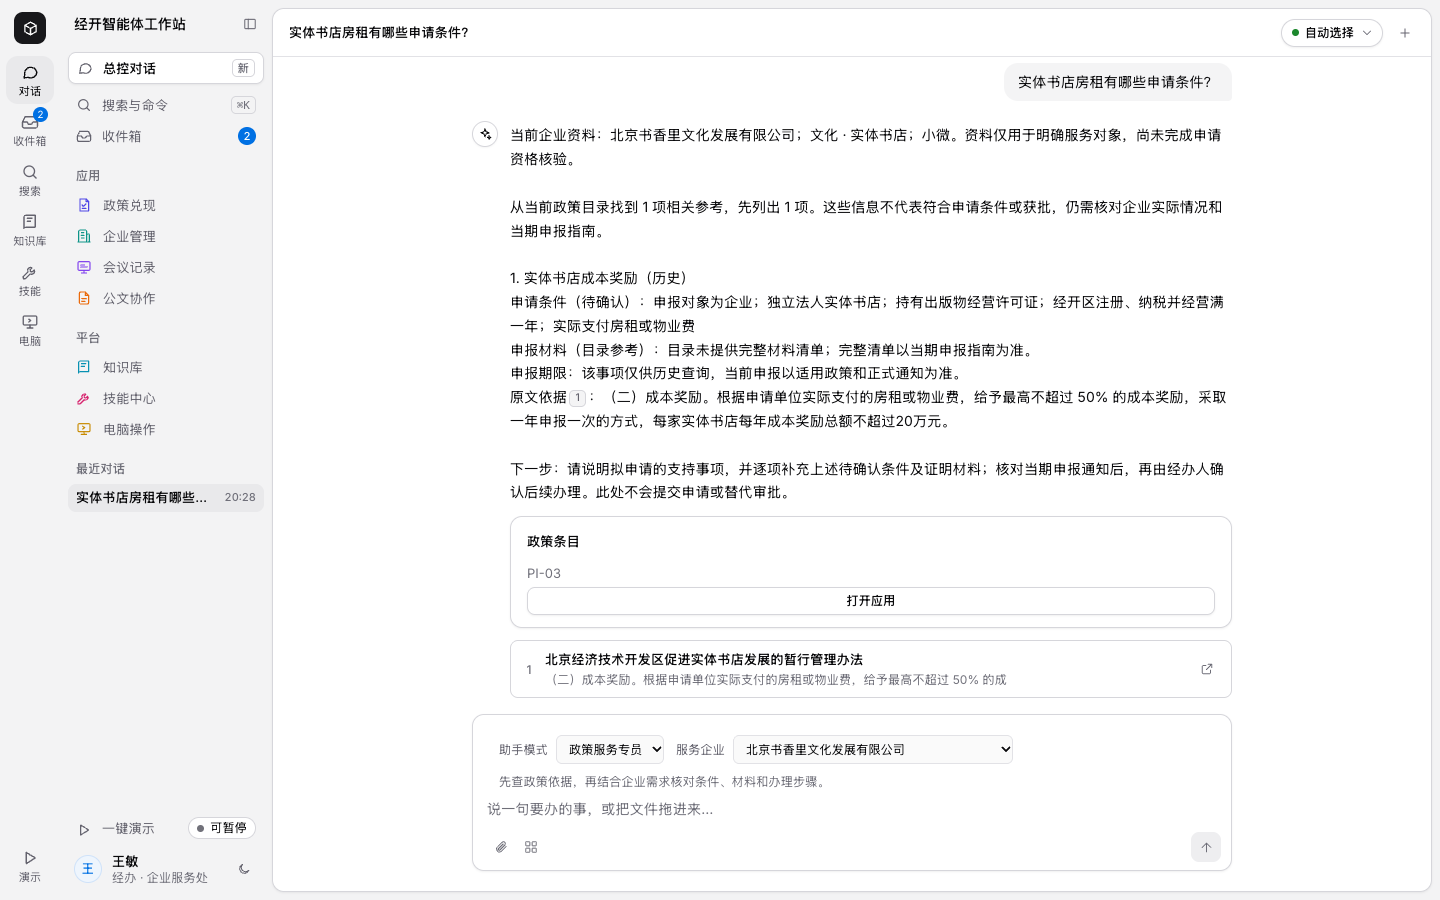 经开智能体工作站
对话
2
收件箱
搜索
知识库
技能
电脑
演示
总控对话 新
搜索与命令 ⌘K
收件箱 2
应用
政策兑现
企业管理
会议记录
公文协作
平台
知识库
技能中心
电脑操作
最近对话
实体书店房租有哪些... 20:28
一键演示 可暂停
王 王敏
经办 · 企业服务处
实体书店房租有哪些申请条件?
自动选择
实体书店房租有哪些申请条件?
当前企业资料：北京书香里文化发展有限公司；文化 · 实体书店；小微。资料仅用于明确服务对象，尚未完成申请
资格核验。
从当前政策目录找到 1 项相关参考，先列出 1 项。这些信息不代表符合申请条件或获批，仍需核对企业实际情况和
当期申报指南。
1. 实体书店成本奖励（历史）
申请条件（待确认）：申报对象为企业；独立法人实体书店；持有出版物经营许可证；经开区注册、纳税并经营满
一年；实际支付房租或物业费
申报材料（目录参考）：目录未提供完整材料清单；完整清单以当期申报指南为准。
申报期限：该事项仅供历史查询，当前申报以适用政策和正式通知为准。
原文依据 1 ：（二）成本奖励。根据申请单位实际支付的房租或物业费，给予最高不超过 50% 的成本奖励，采取
一年申报一次的方式，每家实体书店每年成本奖励总额不超过20万元。
下一步：请说明拟申请的支持事项，并逐项补充上述待确认条件及证明材料；核对当期申报通知后，再由经办人确
认后续办理。此处不会提交申请或替代审批。
政策条目
PI-03
打开应用
1 北京经济技术开发区促进实体书店发展的暂行管理办法
（二）成本奖励。根据申请单位实际支付的房租或物业费，给予最高不超过 50% 的成
助手模式 政策服务专员 服务企业 北京书香里文化发展有限公司
先查政策依据，再结合企业需求核对条件、材料和办理步骤。
说一句要办的事，或把文件拖进来...